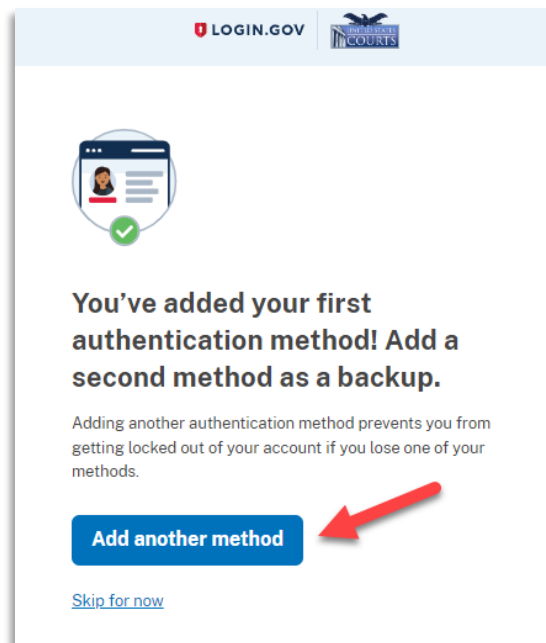 LOGIN.GOV
UNITED STATES
COURTS
You've added your first
authentication method! Add a
second method as a backup.
Adding another authentication method prevents you from
getting locked out of your account if you lose one of your
methods.
Add another method
Skip for now